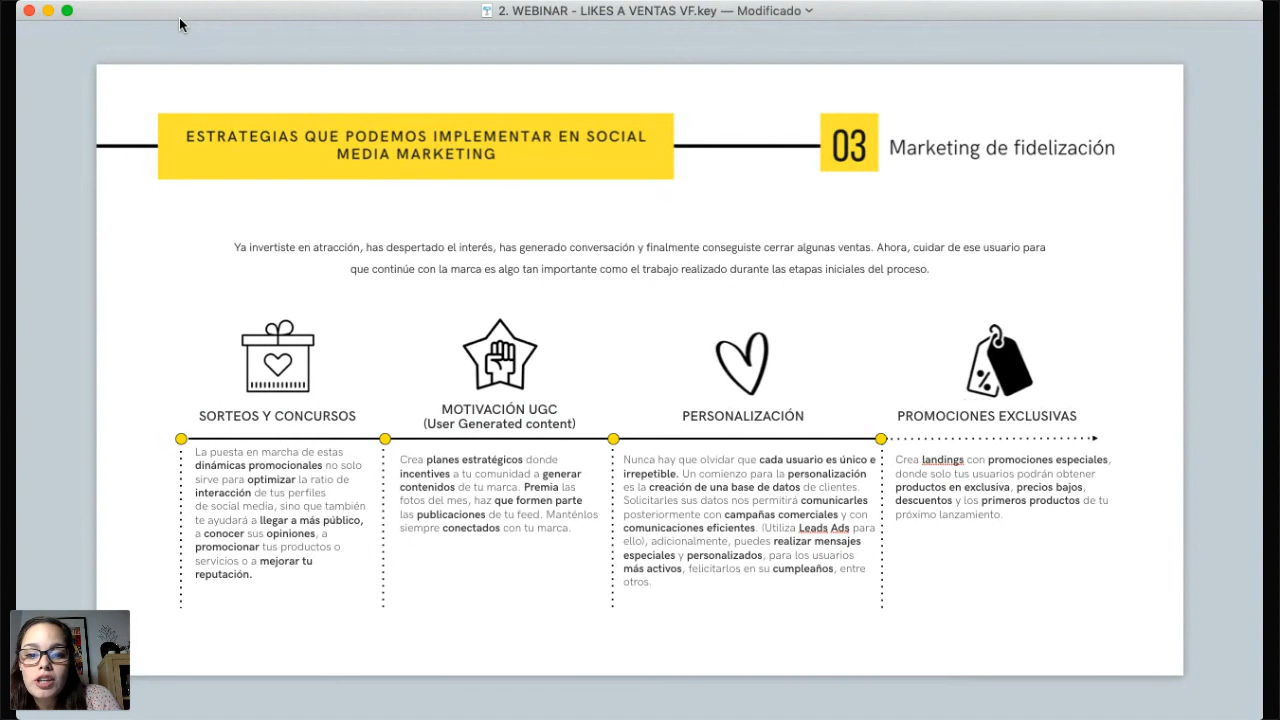 2. WEBINAR - LIKES A VENTAS VF.key — Modificado
ESTRATEGIAS QUE PODEMOS IMPLEMENTAR EN SOCIAL
MEDIA MARKETING
03
Marketing de fidelización
Ya invertiste en atracción, has despertado el interés, has generado conversación y finalmente conseguiste cerrar algunas ventas. Ahora, cuidar de ese usuario para
que continúe con la marca es algo tan importante como el trabajo realizado durante las etapas iniciales del proceso.
SORTEOS Y CONCURSOS
La puesta en marcha de estas
dinámicas promocionales no solo
sirve para optimizar la ratio de
interacción de tus perfiles
de social media, sino que también
te ayudará a llegar a más público,
a conocer sus opiniones, a
promocionar tus productos o
servicios o a mejorar tu
reputación.
MOTIVACIÓN UGC
(User Generated content)
Crea planes estratégicos donde
incentives a tu comunidad a generar
contenidos de tu marca. Premia las
fotos del mes, haz que formen parte
las publicaciones de tu feed. Manténlos
siempre conectados con tu marca.
PERSONALIZACIÓN
Nunca hay que olvidar que cada usuario es único e
irrepetible. Un comienzo para la personalización
es la creación de una base de datos de clientes.
Solicitarles sus datos nos permitirá comunicarles
posteriormente con campañas comerciales y con
comunicaciones eficientes. (Utiliza Leads Ads para
ello), adicionalmente, puedes realizar mensajes
especiales y personalizados, para los usuarios
más activos, felicitarlos en su cumpleaños, entre
otros.
PROMOCIONES EXCLUSIVAS
%
Crea landings con promociones especiales,
donde solo tus usuarios podrán obtener
productos en exclusiva, precios bajos,
descuentos y los primeros productos de tu
próximo lanzamiento.